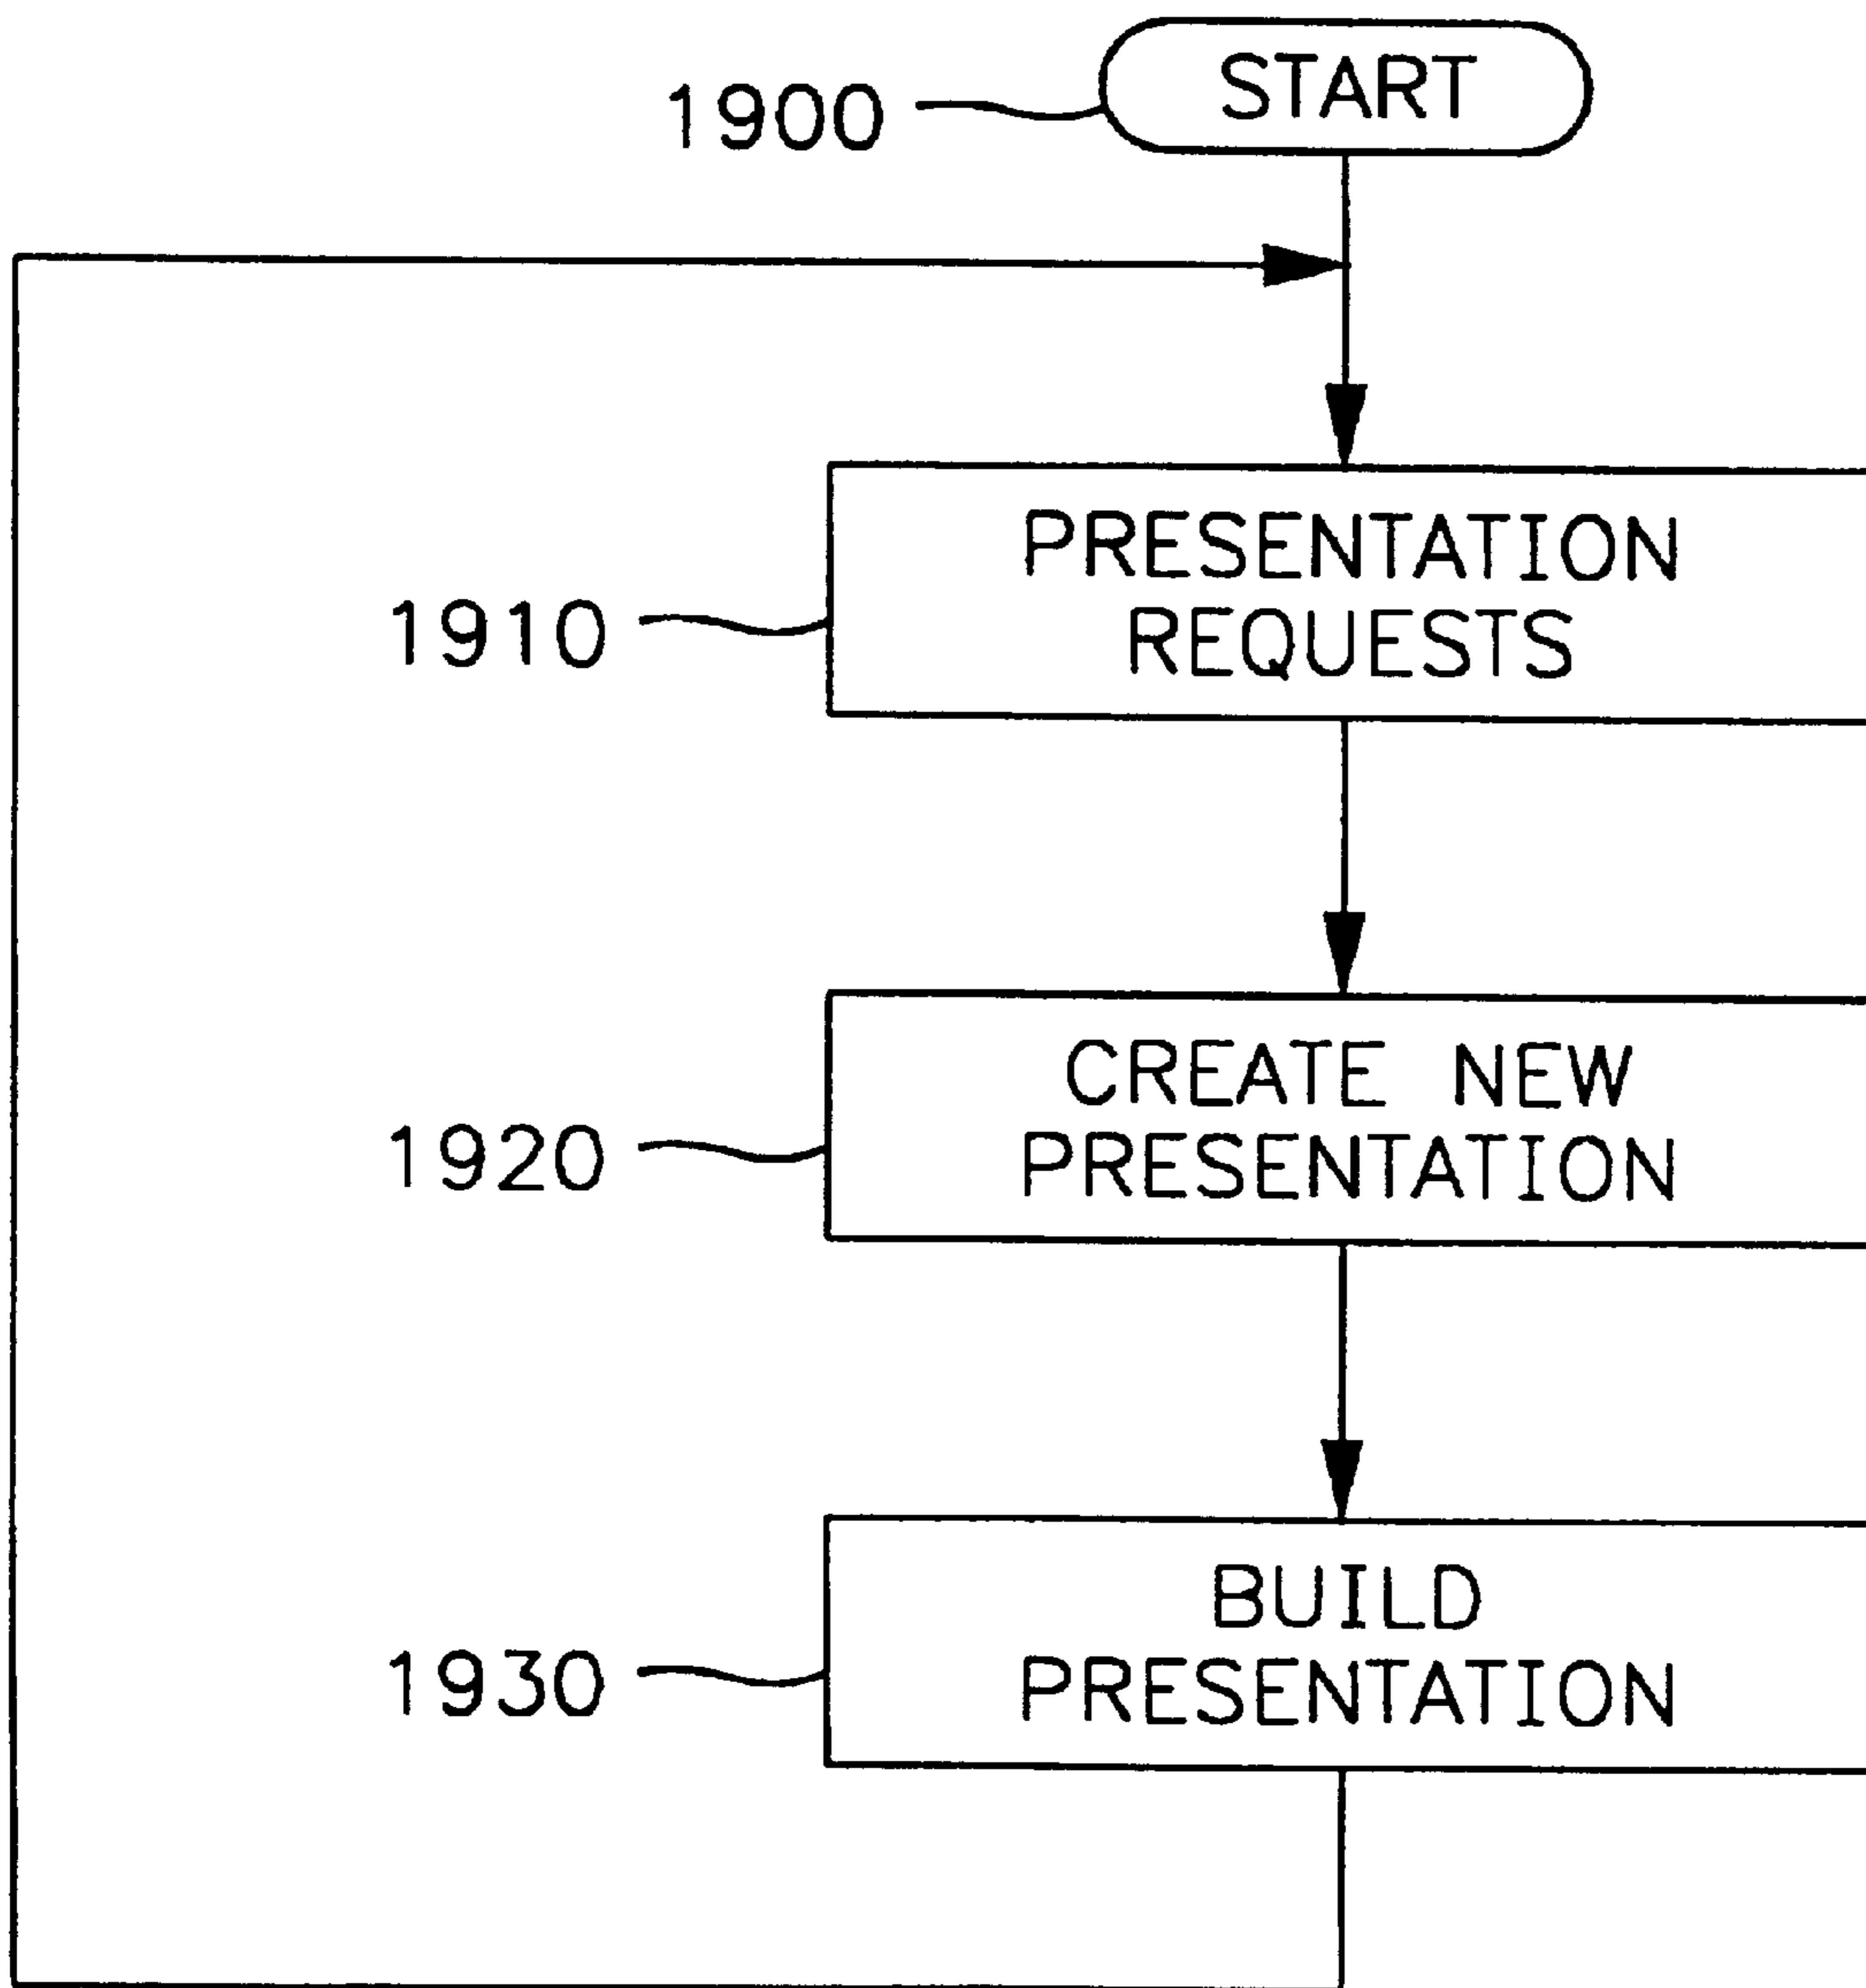 START
1900
PRESENTATION
REQUESTS
1910
CREATE NEW
PRESENTATION
1920
BUILD
PRESENTATION
1930